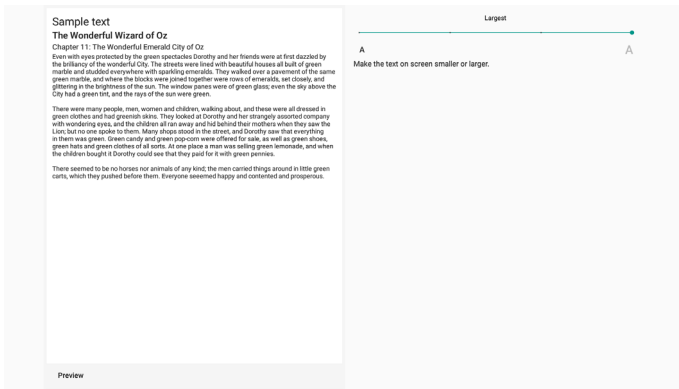 Sample text
The Wonderful Wizard of Oz
Chapter 11: The Wonderful Emerald City of Oz
Even with eyes protected by the green spectacles Dorothy and her friends were at first dazzled by
the brilliancy of the wonderful City. The streets were lined with beautiful houses all built of green
marble and studded everywhere with sparkling emeralds. They walked over a pavement of the same
green marble, and where the blocks were joined together were rows of emeralds, set closely, and
glittering in the brightness of the sun. The window panes were of green glass; even the sky above the
City had a green tint, and the rays of the sun were green.
There were many people, men, women and children, walking about, and these were all dressed in
green clothes and had greenish skins. They looked at Dorothy and her strangely assorted company
with wondering eyes, and the children all ran away and hid behind their mothers when they saw the
Lion; but no one spoke to them. Many shops stood in the street, and Dorothy saw that everything
in them was green. Green candy and green pop-corn were offered for sale, as well as green shoes,
green hats and green clothes of all sorts. At one place a man was selling green lemonade, and when
the children bought it Dorothy could see that they paid for it with green pennies.
There seemed to be no horses nor animals of any kind; the men carried things around in little green
carts, which they pushed before them. Everyone seeemed happy and contented and prosperous.
Preview
Largest
A
A
Make the text on screen smaller or larger.